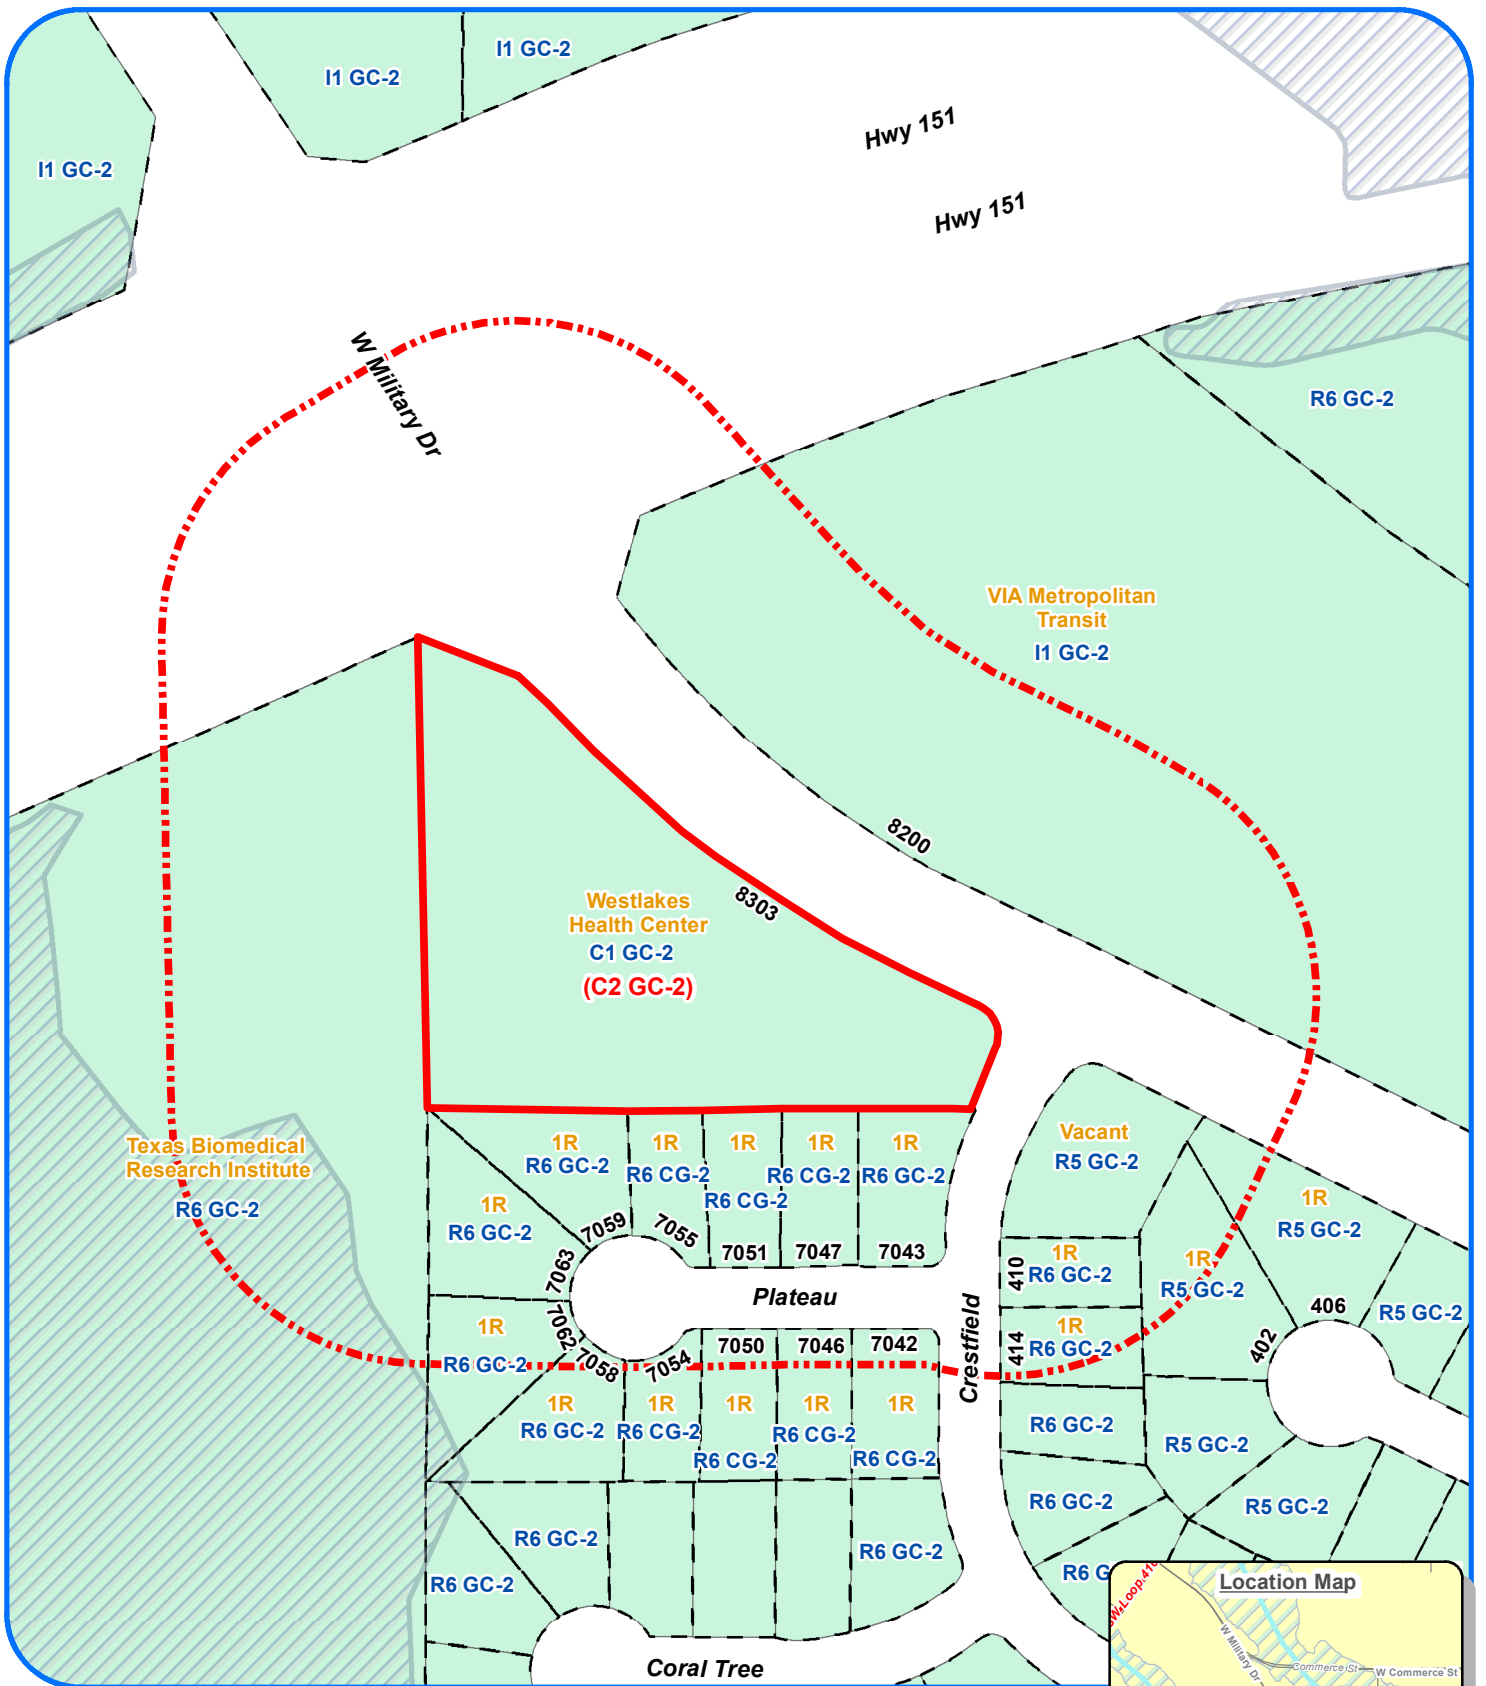 I1 GC-2
I1 GC-2
I1 GC-2
Hwy 151
Hwy 151
W Military Dr
R6 GC-2
VIA Metropolitan
Transit
I1 GC-2
8200
8303
Westlakes
Health Center
C1 GC-2
(C2 GC-2)
Texas Biomedical
Research Institute
R6 GC-2
1R
R6 GC-2
1R
R6 CG-2
1R
R6 CG-2
1R
R6 CG-2
1R
R6 GC-2
Vacant
R5 GC-2
1R
R6 GC-2
7063
7059
7055
7051
7047
7043
410
1R
R6 GC-2
1R
R5 GC-2
1R
R5 GC-2
Plateau
Crestfield
1R
R6 GC-2
7062
7058
7054
7050
7046
7042
414
1R
R6 GC-2
402
406
R5 GC-2
1R
R6 GC-2
1R
R6 CG-2
1R
R6 CG-2
1R
R6 CG-2
1R
R6 CG-2
R6 GC-2
R5 GC-2
R6 GC-2
R5 GC-2
R6 GC-2
R6 GC-2
R6 GC-2
R6 G
Coral Tree
Location Map
SW Loop 410
W Military Dr
Commerce St
W Commerce St